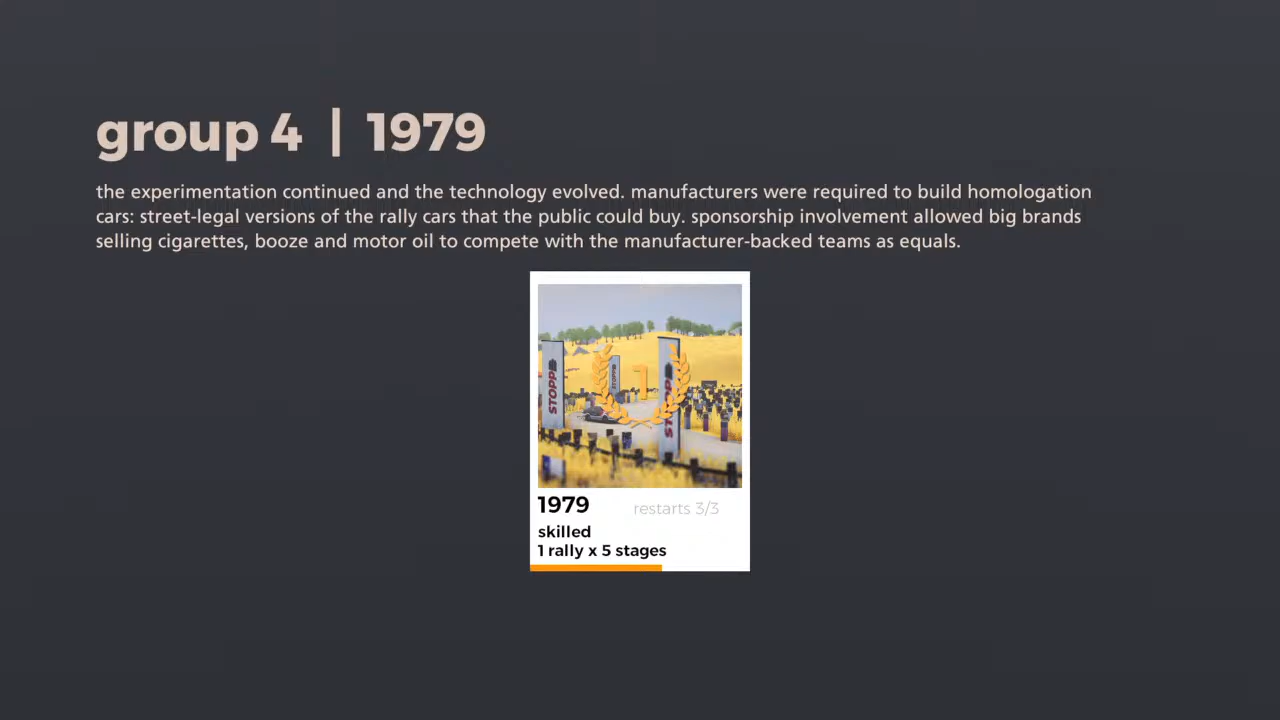 group 4 | 1979
the experimentation continued and the technology evolved. manufacturers were required to build homologation
cars: street-legal versions of the rally cars that the public could buy. sponsorship involvement allowed big brands
selling cigarettes, booze and motor oil to compete with the manufacturer-backed teams as equals.
STOPP
STOPP
STOPP
1
1979 restarts 3/3
skilled
1 rally x 5 stages